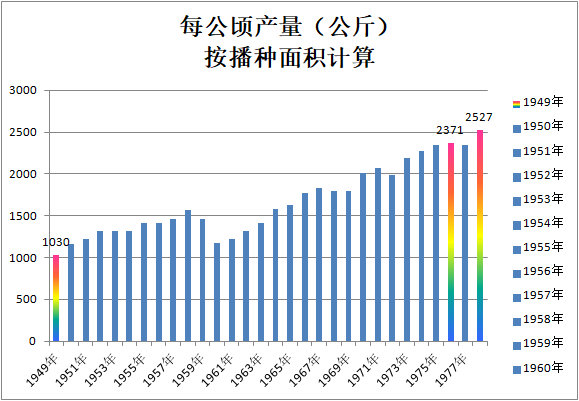 每公顷产量（公斤）
按播种面积计算
3000
2500
2000
1500
1000
500
0
1030
2371
2527
1949年
1951年
1953年
1955年
1957年
1959年
1961年
1963年
1965年
1967年
1969年
1971年
1973年
1975年
1977年
1949年
1950年
1951年
1952年
1953年
1954年
1955年
1956年
1957年
1958年
1959年
1960年